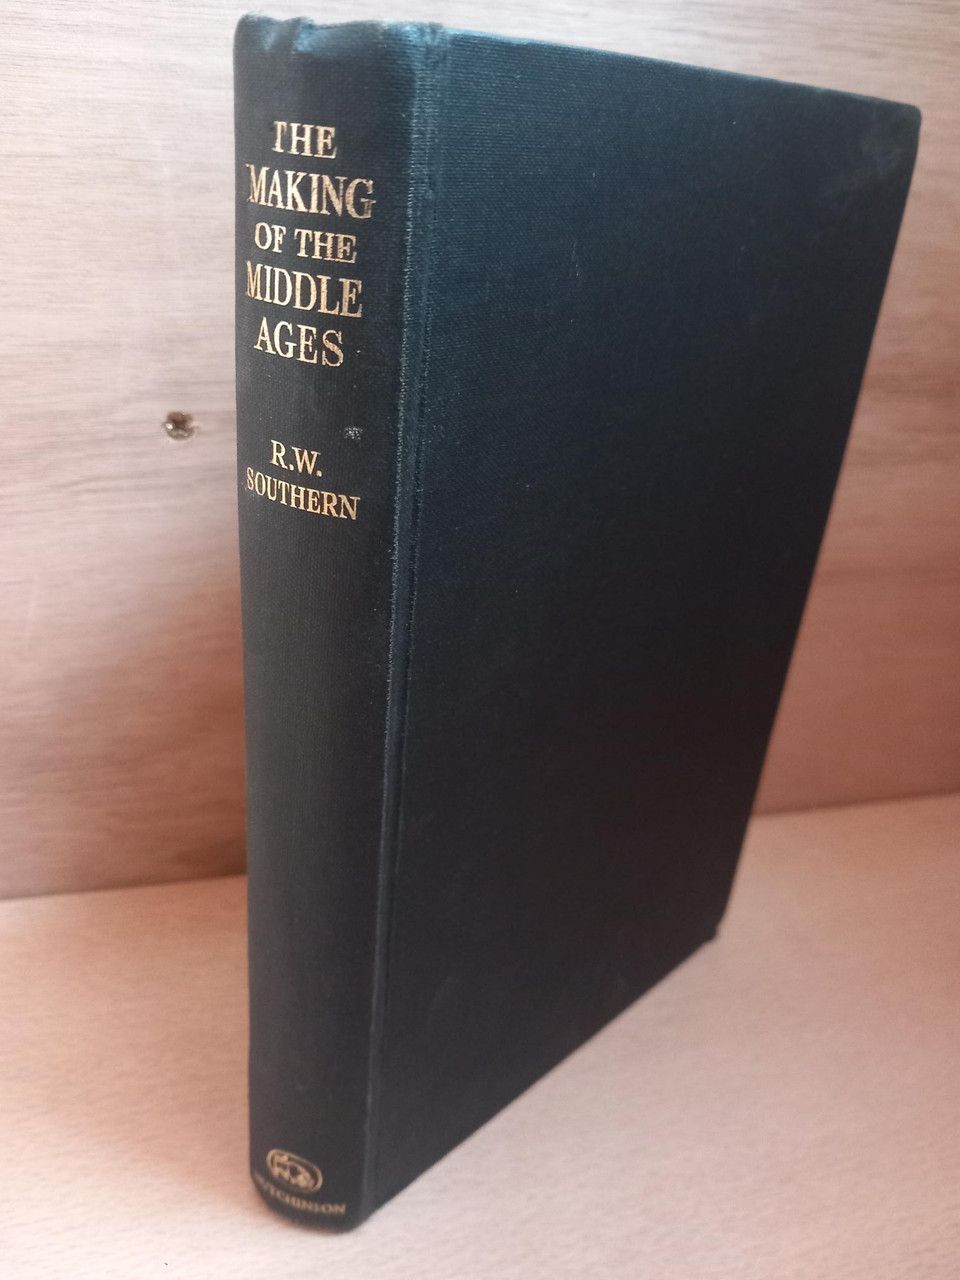 THE
MAKING
OF THE
MIDDLE
AGES
R.W.
SOUTHERN
HUTCHINSON